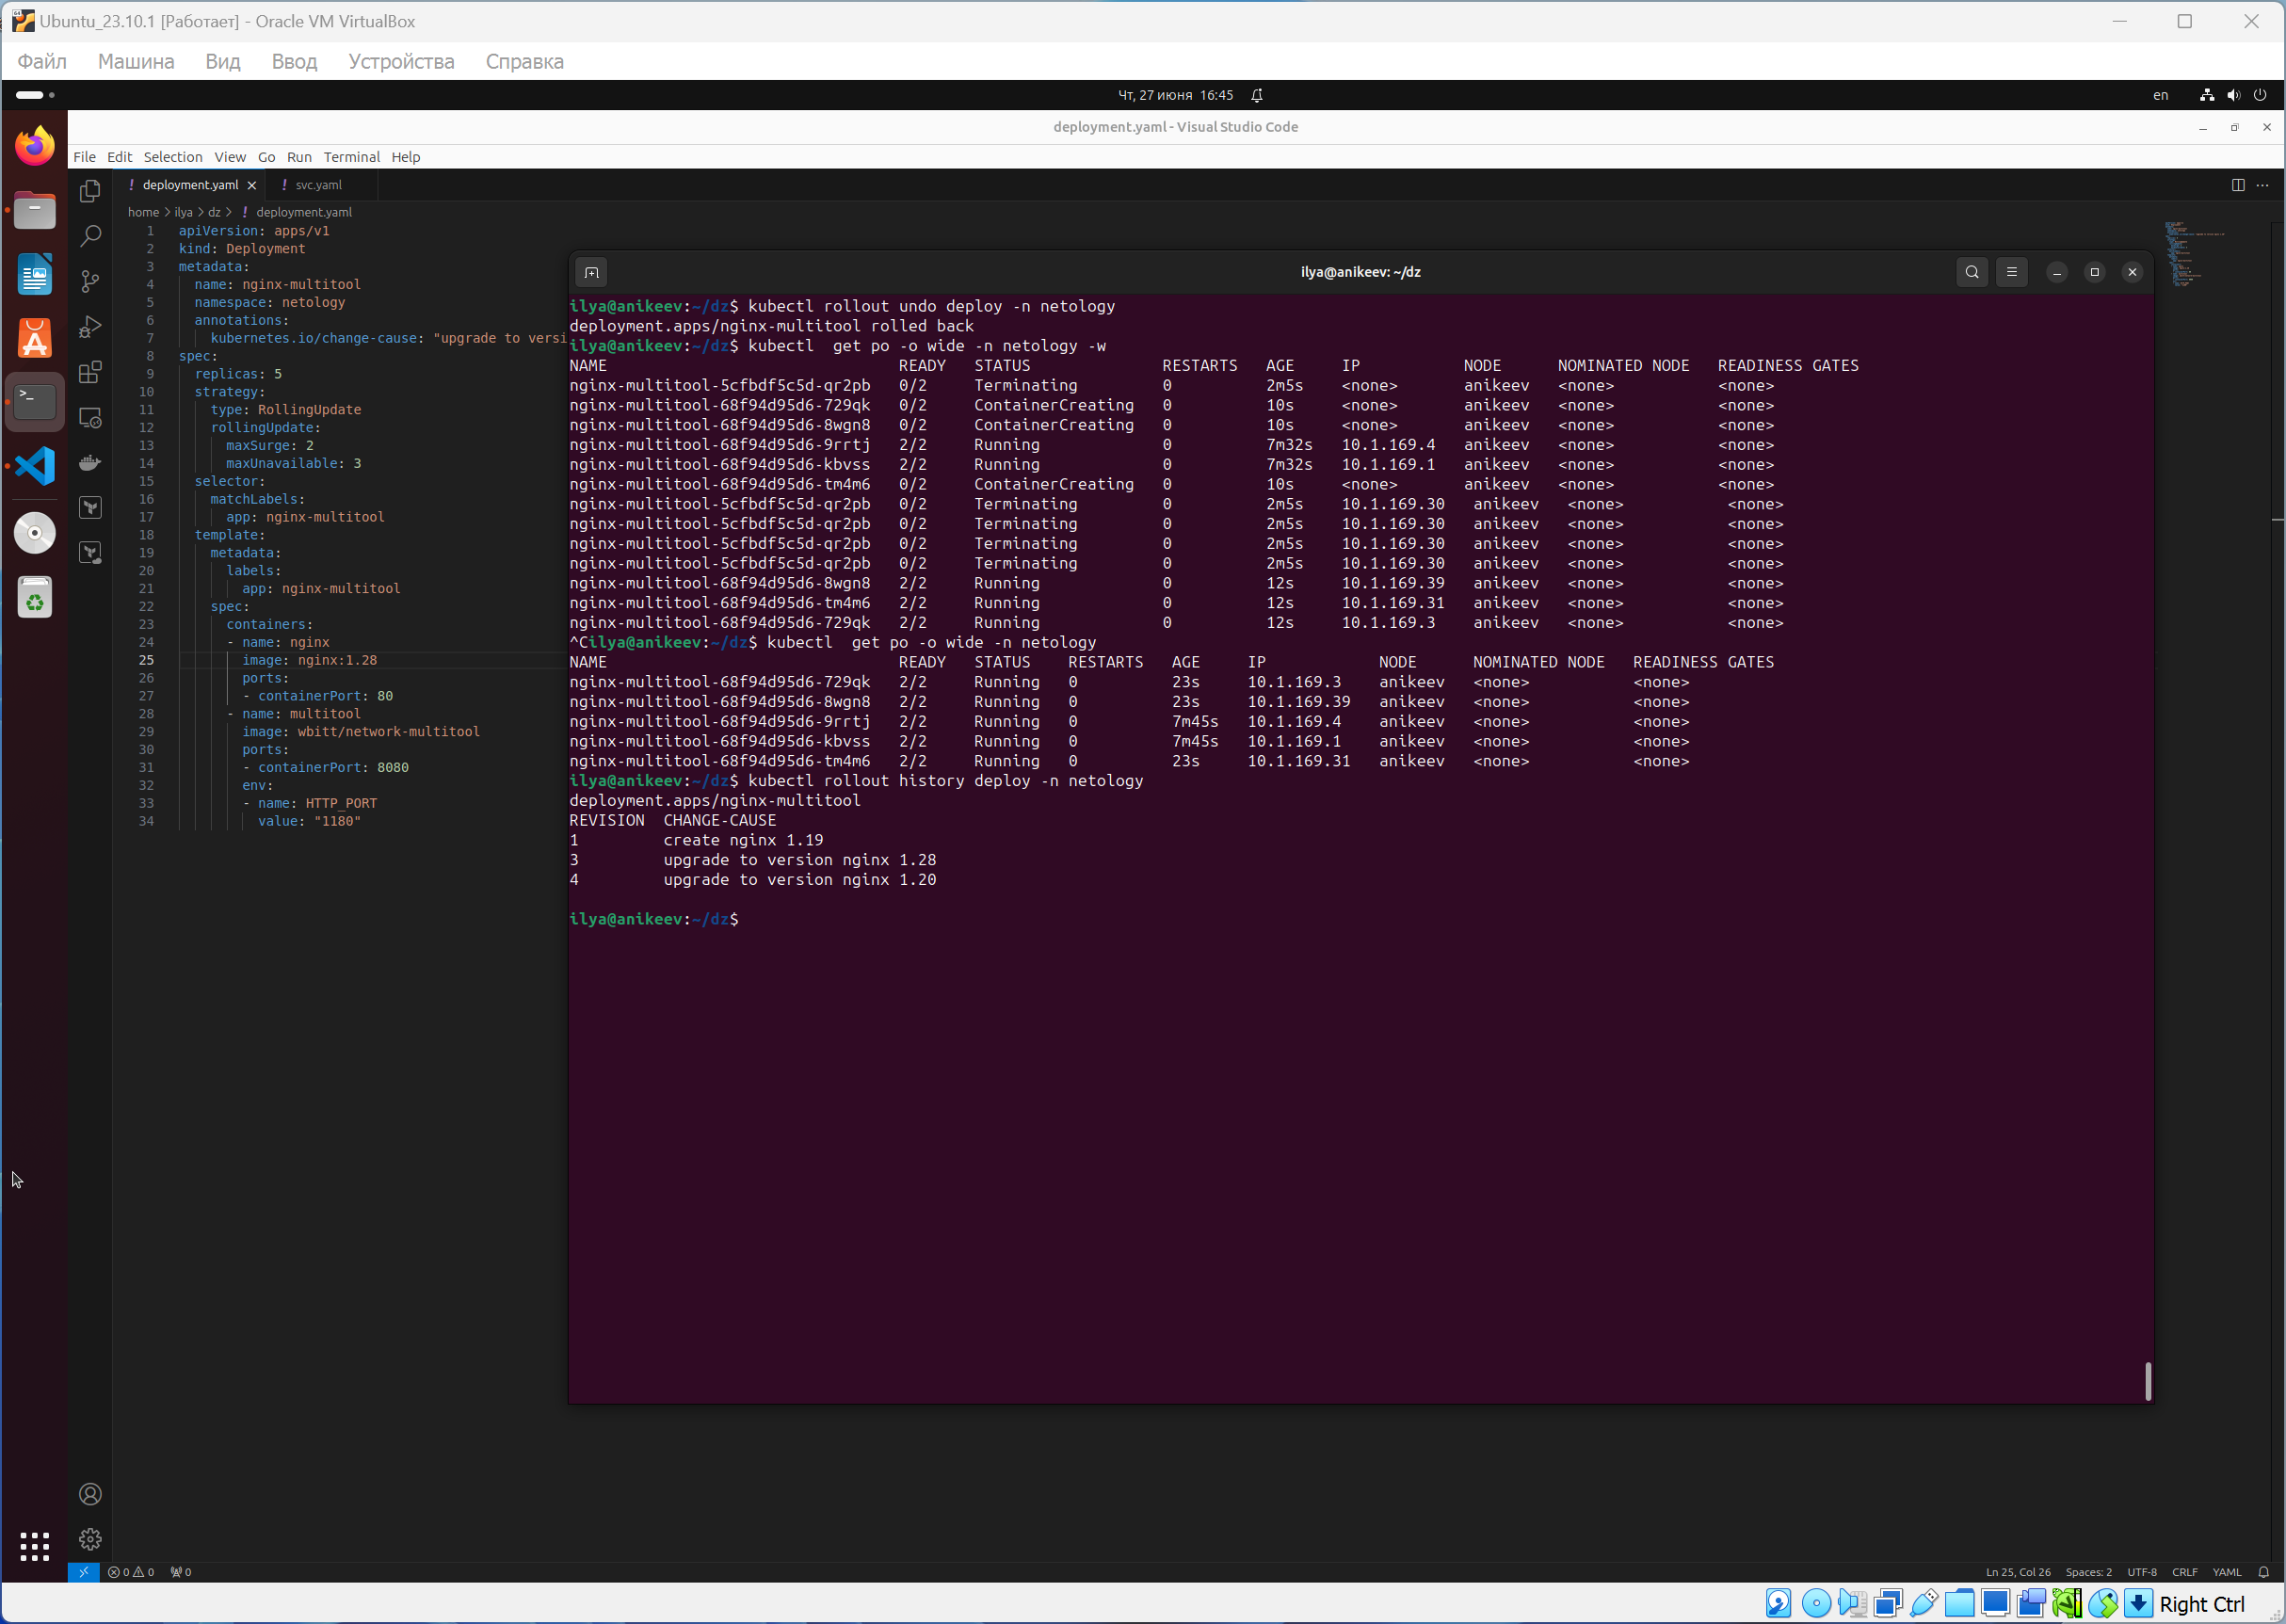 Ubuntu_23.10.1 [Работает] - Oracle VM VirtualBox
Файл Машина Вид Ввод Устройства Справка
Чт, 27 июня 16:45
en
deployment.yaml - Visual Studio Code
File Edit Selection View Go Run Terminal Help
! deployment.yaml ! svc.yaml
home > ilya > dz > ! deployment.yaml
1 apiVersion: apps/v1
2 kind: Deployment
3 metadata:
4 name: nginx-multitool
5 namespace: netology
6 annotations:
7 kubernetes.io/change-cause: "upgrade to versi
8 spec:
9 replicas: 5
10 strategy:
11 type: RollingUpdate
12 rollingUpdate:
13 maxSurge: 2
14 maxUnavailable: 3
15 selector:
16 matchLabels:
17 app: nginx-multitool
18 template:
19 metadata:
20 labels:
21 app: nginx-multitool
22 spec:
23 containers:
24 - name: nginx
25 image: nginx:1.28
26 ports:
27 - containerPort: 80
28 - name: multitool
29 image: wbitt/network-multitool
30 ports:
31 - containerPort: 8080
32 env:
33 - name: HTTP_PORT
34 value: "1180"
ilya@anikeev: ~/dz
ilya@anikeev:~/dz$ kubectl rollout undo deploy -n netology
deployment.apps/nginx-multitool rolled back
ilya@anikeev:~/dz$ kubectl  get po -o wide -n netology -w
NAME READY STATUS RESTARTS AGE IP NODE NOMINATED NODE READINESS GATES
nginx-multitool-5cfbdf5c5d-qr2pb 0/2 Terminating 0 2m5s <none> anikeev <none> <none>
nginx-multitool-68f94d95d6-729qk 0/2 ContainerCreating 0 10s <none> anikeev <none> <none>
nginx-multitool-68f94d95d6-8wgn8 0/2 ContainerCreating 0 10s <none> anikeev <none> <none>
nginx-multitool-68f94d95d6-9rrtj 2/2 Running 0 7m32s 10.1.169.4 anikeev <none> <none>
nginx-multitool-68f94d95d6-kbvss 2/2 Running 0 7m32s 10.1.169.1 anikeev <none> <none>
nginx-multitool-68f94d95d6-tm4m6 0/2 ContainerCreating 0 10s <none> anikeev <none> <none>
nginx-multitool-5cfbdf5c5d-qr2pb 0/2 Terminating 0 2m5s 10.1.169.30 anikeev <none> <none>
nginx-multitool-5cfbdf5c5d-qr2pb 0/2 Terminating 0 2m5s 10.1.169.30 anikeev <none> <none>
nginx-multitool-5cfbdf5c5d-qr2pb 0/2 Terminating 0 2m5s 10.1.169.30 anikeev <none> <none>
nginx-multitool-5cfbdf5c5d-qr2pb 0/2 Terminating 0 2m5s 10.1.169.30 anikeev <none> <none>
nginx-multitool-68f94d95d6-8wgn8 2/2 Running 0 12s 10.1.169.39 anikeev <none> <none>
nginx-multitool-68f94d95d6-tm4m6 2/2 Running 0 12s 10.1.169.31 anikeev <none> <none>
nginx-multitool-68f94d95d6-729qk 2/2 Running 0 12s 10.1.169.3 anikeev <none> <none>
^Cilya@anikeev:~/dz$ kubectl  get po -o wide -n netology
NAME READY STATUS RESTARTS AGE IP NODE NOMINATED NODE READINESS GATES
nginx-multitool-68f94d95d6-729qk 2/2 Running 0 23s 10.1.169.3 anikeev <none> <none>
nginx-multitool-68f94d95d6-8wgn8 2/2 Running 0 23s 10.1.169.39 anikeev <none> <none>
nginx-multitool-68f94d95d6-9rrtj 2/2 Running 0 7m45s 10.1.169.4 anikeev <none> <none>
nginx-multitool-68f94d95d6-kbvss 2/2 Running 0 7m45s 10.1.169.1 anikeev <none> <none>
nginx-multitool-68f94d95d6-tm4m6 2/2 Running 0 23s 10.1.169.31 anikeev <none> <none>
ilya@anikeev:~/dz$ kubectl rollout history deploy -n netology
deployment.apps/nginx-multitool
REVISION CHANGE-CAUSE
1 create nginx 1.19
3 upgrade to version nginx 1.28
4 upgrade to version nginx 1.20
ilya@anikeev:~/dz$
0 0 0
Ln 25, Col 26 Spaces: 2 UTF-8 CRLF YAML
Right Ctrl